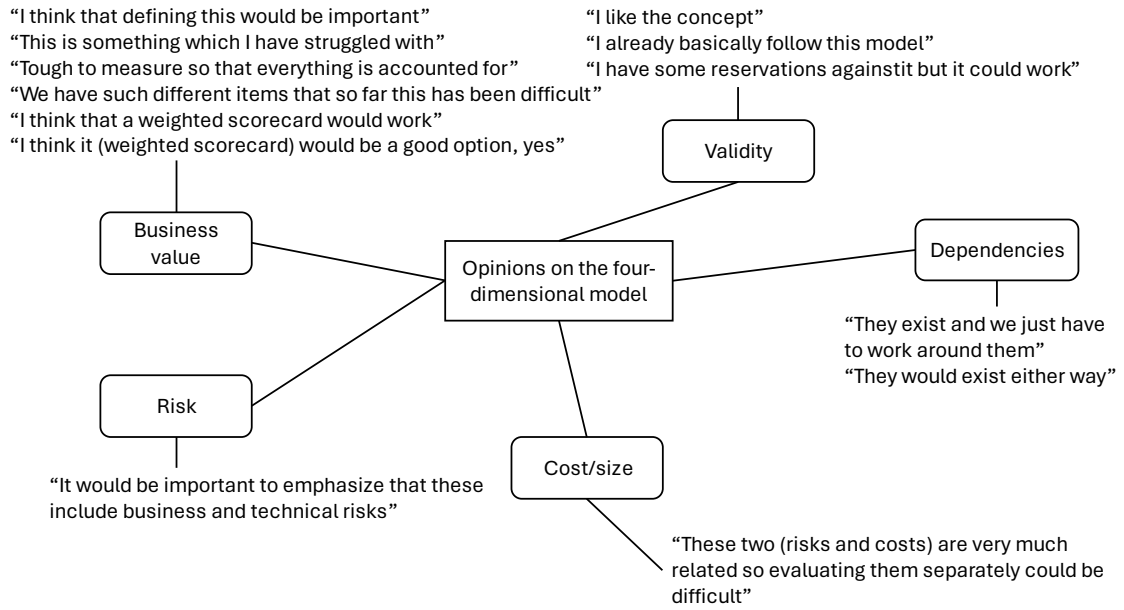 “I think that defining this would be important”
“This is something which I have struggled with”
“Tough to measure so that everything is accounted for”
“We have such different items that so far this has been difficult”
“I think that a weighted scorecard would work”
“I think it (weighted scorecard) would be a good option, yes”
“I like the concept”
“I already basically follow this model”
“I have some reservations againstit but it could work”
Validity
Business
value
Opinions on the four-
dimensional model
Dependencies
“They exist and we just have
to work around them”
“They would exist either way”
Risk
“It would be important to emphasize that these
include business and technical risks”
Cost/size
“These two (risks and costs) are very much
related so evaluating them separately could be
difficult”